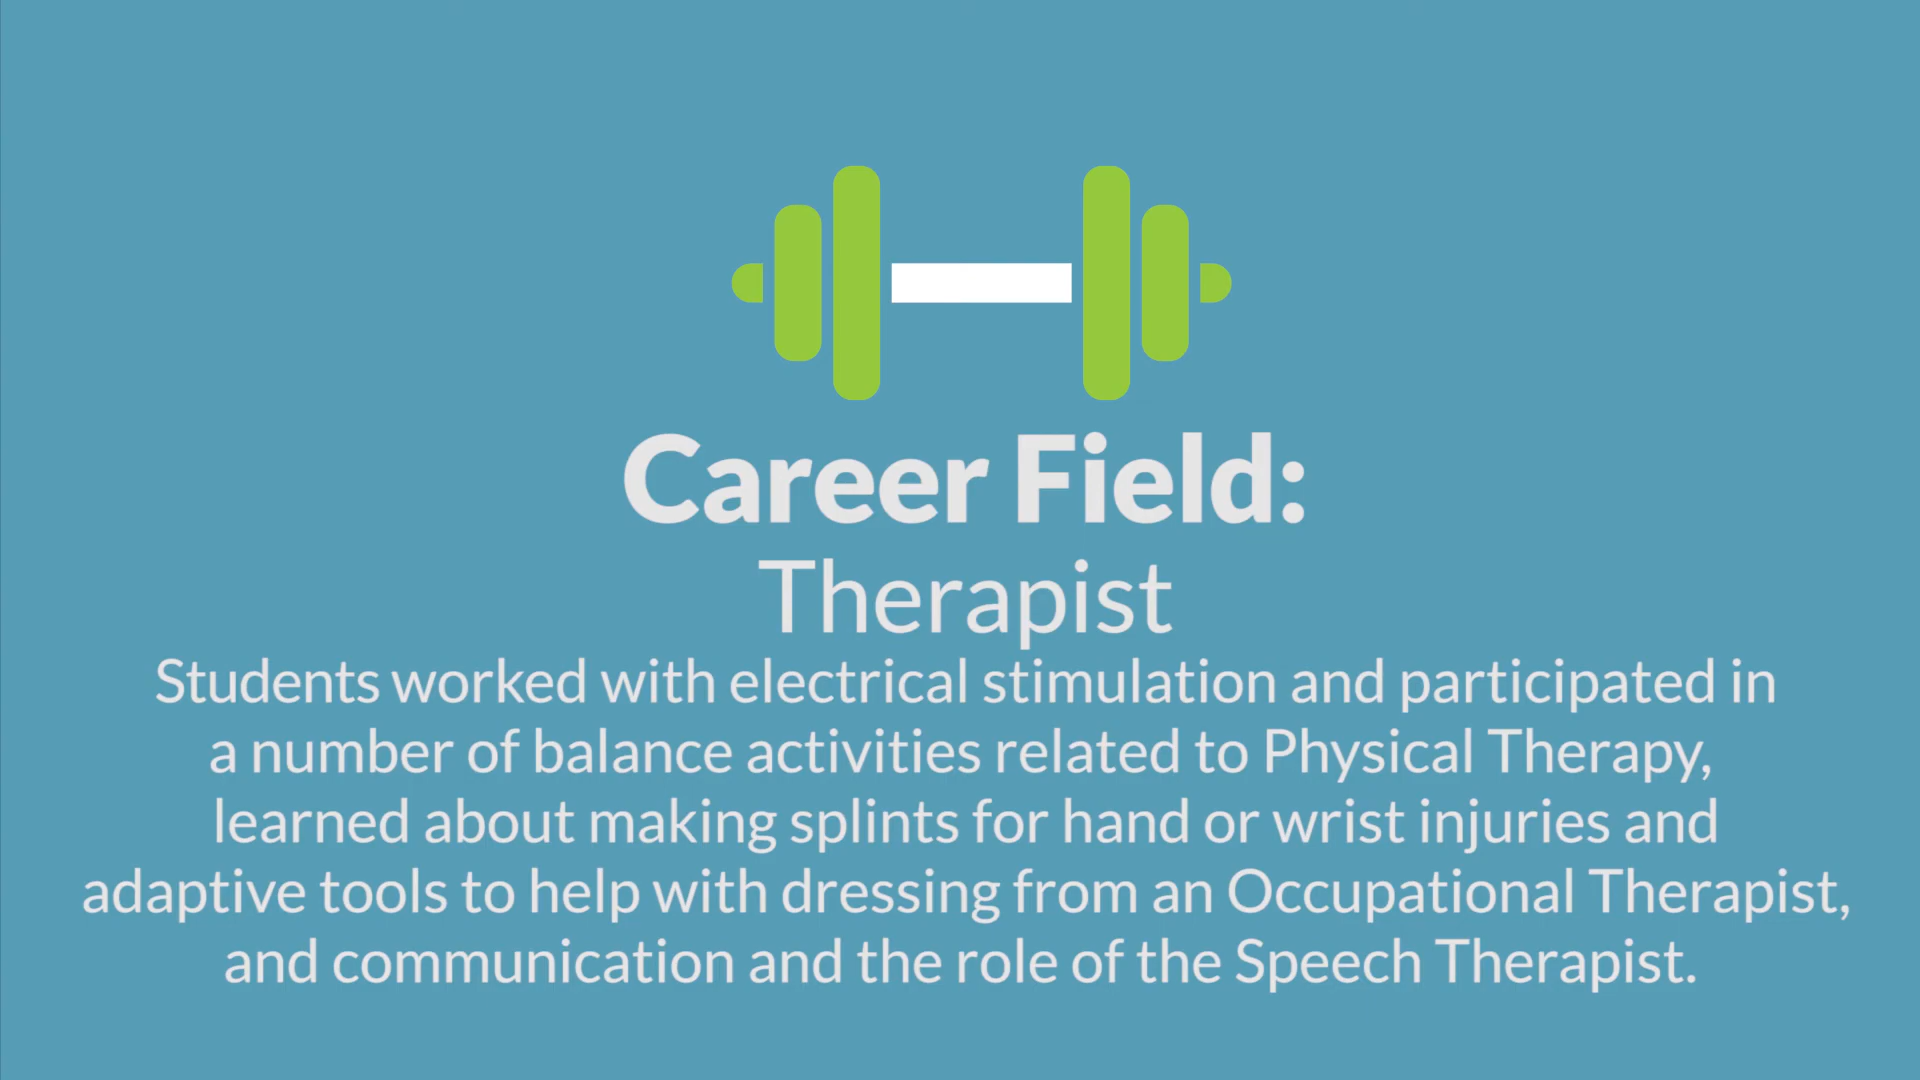 Career Field:
Therapist
Students worked with electrical stimulation and participated in
a number of balance activities related to Physical Therapy,
learned about making splints for hand or wrist injuries and
adaptive tools to help with dressing from an Occupational Therapist,
and communication and the role of the Speech Therapist.